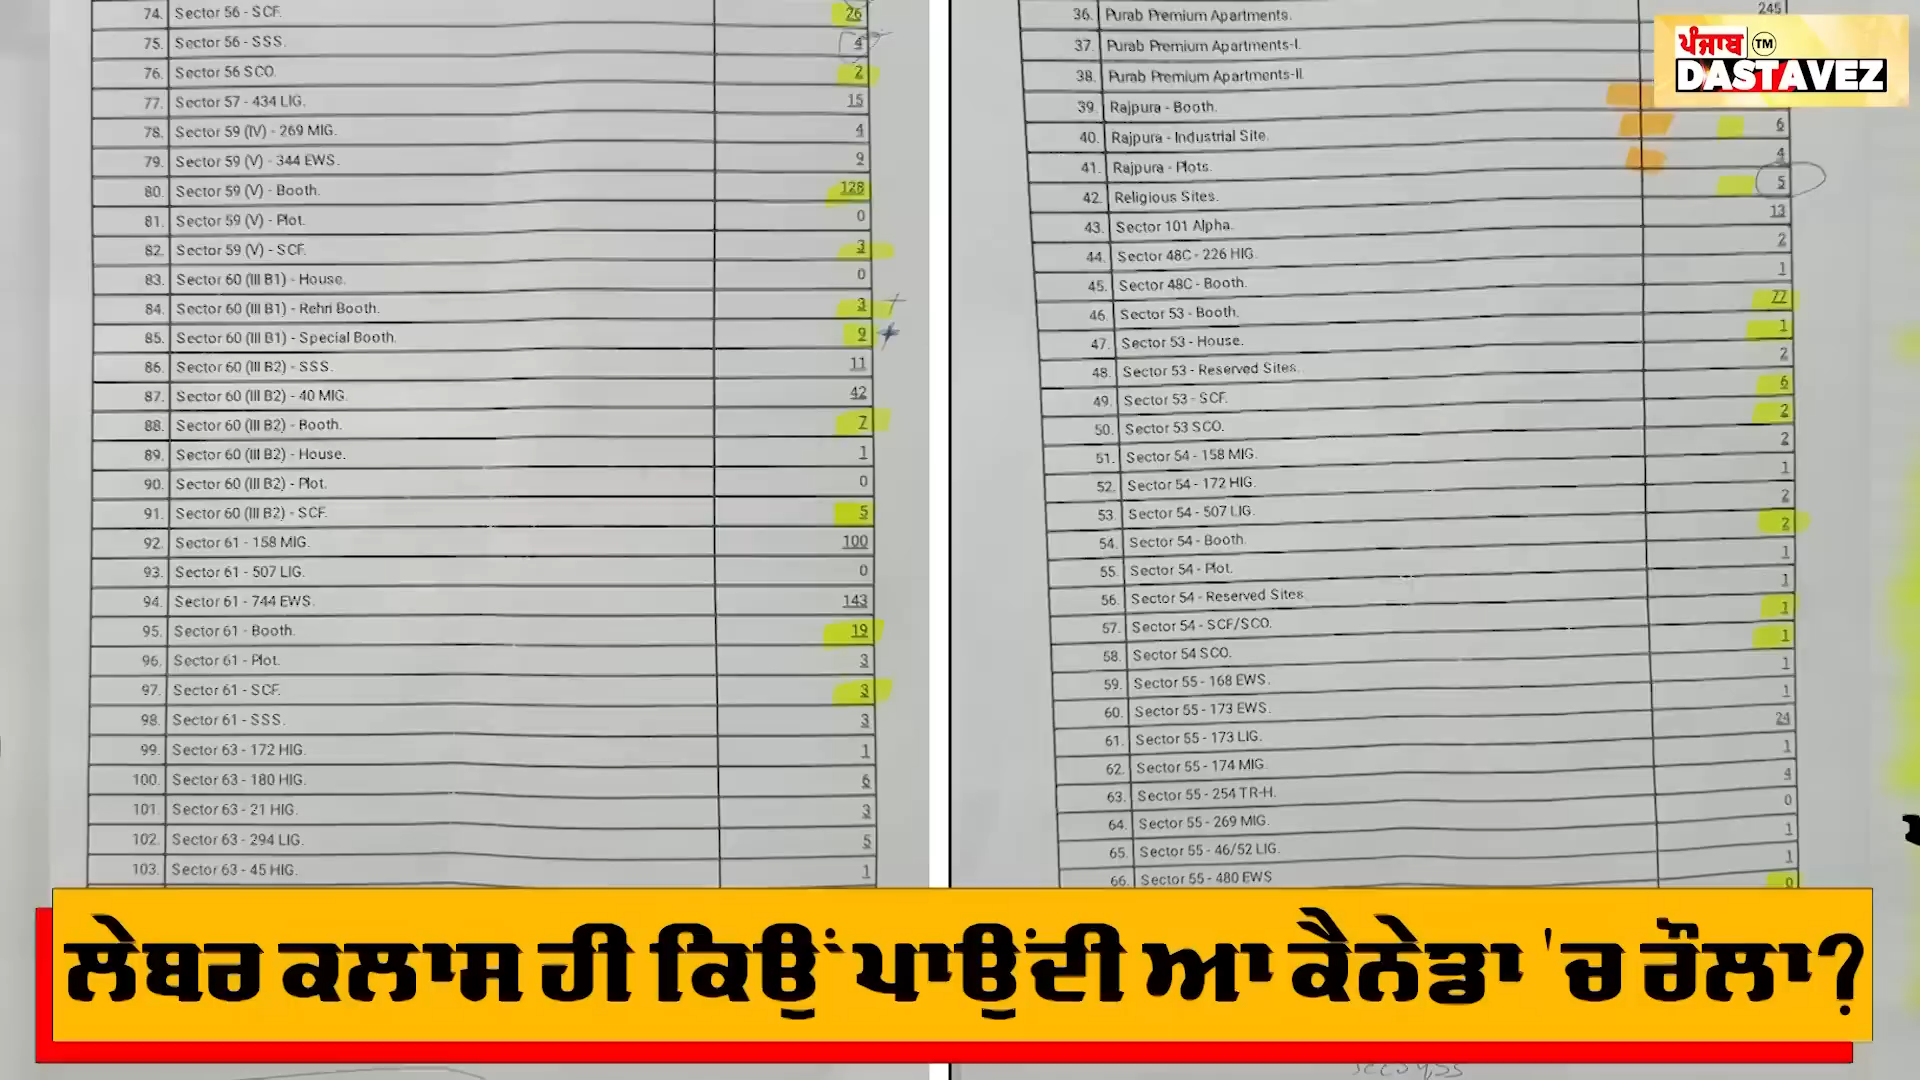 74. Sector 56 - SCF. 26
75. Sector 56 - SSS. 4
76. Sector 56 SCO. 2
77. Sector 57 - 434 LIG. 15
78. Sector 59 (IV) - 269 MIG. 4
79. Sector 59 (V) - 344 EWS. 9
80. Sector 59 (V) - Booth. 128
81. Sector 59 (V) - Plot. 0
82. Sector 59 (V) - SCF. 3
83. Sector 60 (III B1) - House. 0
84. Sector 60 (III B1) - Rehri Booth. 3
85. Sector 60 (III B1) - Special Booth. 9
86. Sector 60 (III B2) - SSS. 11
87. Sector 60 (III B2) - 40 MIG. 42
88. Sector 60 (III B2) - Booth. 7
89. Sector 60 (III B2) - House. 1
90. Sector 60 (III B2) - Plot. 0
91. Sector 60 (III B2) - SCF. 5
92. Sector 61 - 158 MIG. 100
93. Sector 61 - 507 LIG. 0
94. Sector 61 - 744 EWS. 143
95. Sector 61 - Booth. 19
96. Sector 61 - Plot. 3
97. Sector 61 - SCF. 3
98. Sector 61 - SSS. 3
99. Sector 63 - 172 HIG. 1
100. Sector 63 - 180 HIG. 6
101. Sector 63 - 21 HIG. 3
102. Sector 63 - 294 LIG. 5
103. Sector 63 - 45 HIG. 1
36. Purab Premium Apartments. 245
37. Purab Premium Apartments-I.
38. Purab Premium Apartments-II.
39. Rajpura - Booth.
40. Rajpura - Industrial Site. 6
41. Rajpura - Plots. 4
42. Religious Sites. 5
43. Sector 101 Alpha. 13
44. Sector 48C - 226 HIG. 2
45. Sector 48C - Booth. 1
46. Sector 53 - Booth. 77
47. Sector 53 - House. 1
48. Sector 53 - Reserved Sites. 2
49. Sector 53 - SCF. 6
50. Sector 53 SCO. 2
51. Sector 54 - 158 MIG. 2
52. Sector 54 - 172 HIG. 1
53. Sector 54 - 507 LIG. 2
54. Sector 54 - Booth. 2
55. Sector 54 - Plot. 1
56. Sector 54 - Reserved Sites. 1
57. Sector 54 - SCF/SCO. 1
58. Sector 54 SCO. 1
59. Sector 55 - 168 EWS. 1
60. Sector 55 - 173 EWS. 1
61. Sector 55 - 173 LIG. 24
62. Sector 55 - 174 MIG. 1
63. Sector 55 - 254 TR-H. 4
64. Sector 55 - 269 MIG. 0
65. Sector 55 - 46/52 LIG. 1
66. Sector 55 - 480 EWS 1
0
ਪੰਜਾਬ TM
DASTAVEZ
ਲੇਬਰ ਕਲਾਸ ਹੀ ਕਿਉਂ ਪਾਉਂਦੀ ਆ ਕੈਨੇਡਾ 'ਚ ਰੌਲਾ?